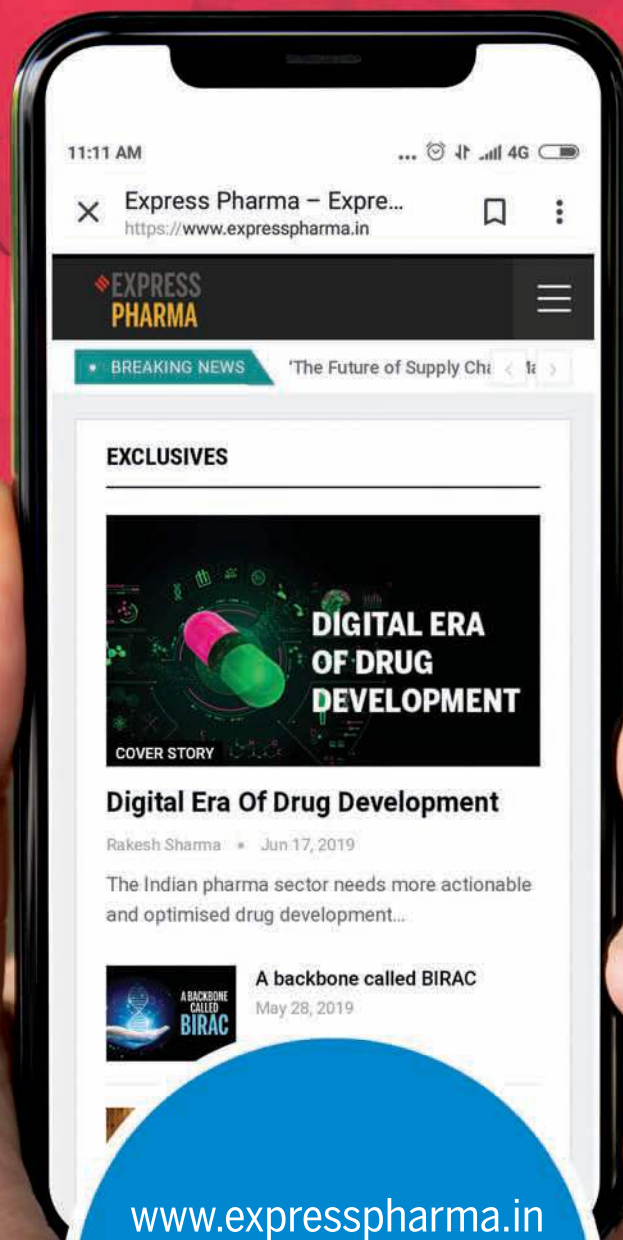 11:11 AM
... 4G
Express Pharma – Expre...
https://www.expresspharma.in
EXPRESS
PHARMA
BREAKING NEWS
'The Future of Supply
EXCLUSIVES
DIGITAL ERA
OF DRUG
DEVELOPMENT
COVER STORY
Digital Era Of Drug Development
Rakesh Sharma • Jun 17, 2019
The Indian pharma sector needs more actionable
and optimised drug development...
A BACKBONE
CALLED
BIRAC
A backbone called BIRAC
May 28, 2019
www.expresspharma.in